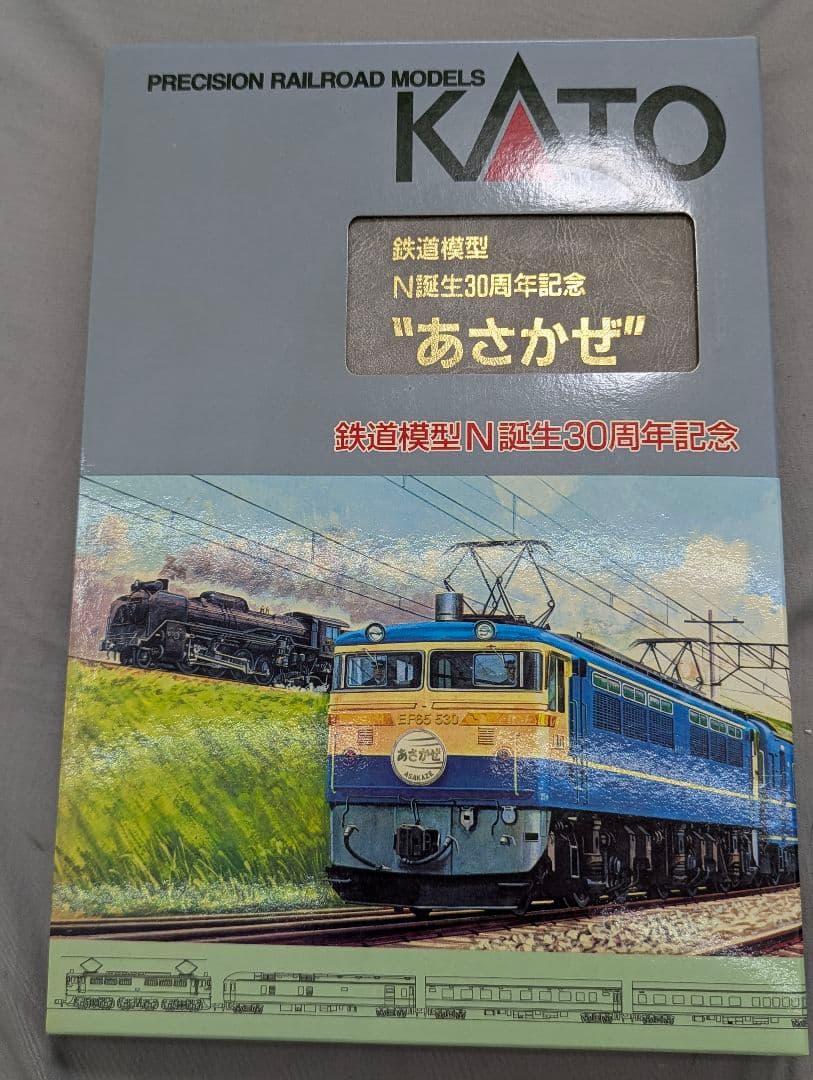 PRECISION RAILROAD MODELS
KATO
鉄道模型
N誕生30周年記念
"あさかぜ"
鉄道模型N誕生30周年記念
EF65 530
あさかぜ
ASAKAZE